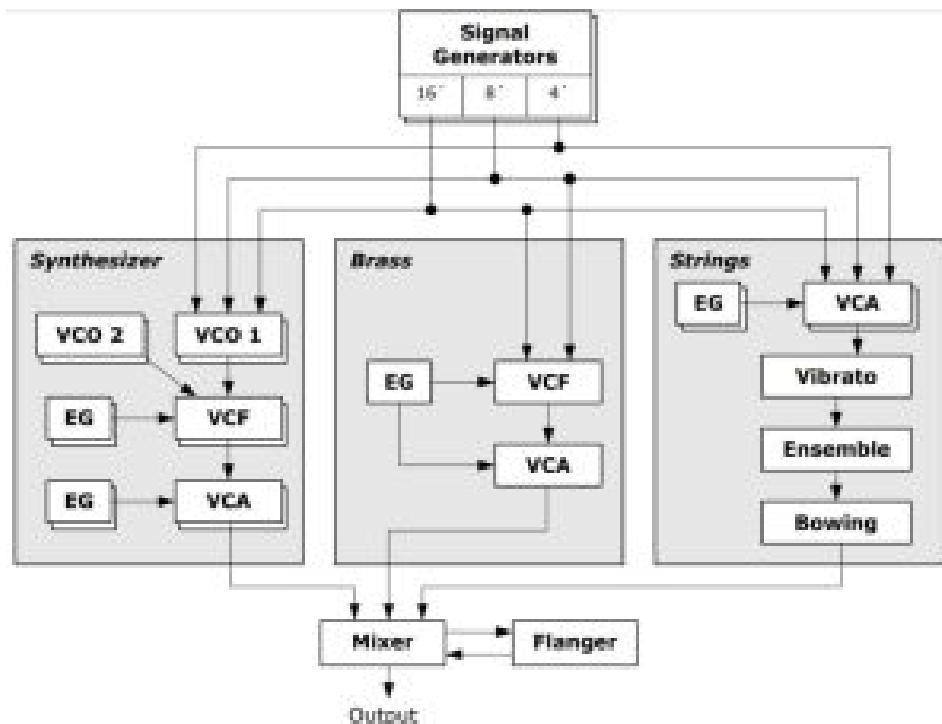 Signal
Generators
16´ 8´ 4´
Synthesizer
VCO 2
VCO 1
EG
VCF
EG
VCA
Brass
EG
VCF
VCA
Strings
EG
VCA
Vibrato
Ensemble
Bowing
Mixer
Flanger
Output